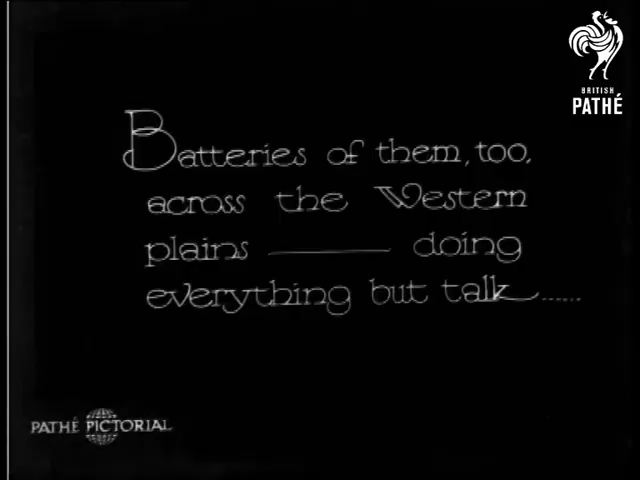 BRITISH
PATHÉ
Batteries of them, too,
across the Western
plains ——— doing
everything but talk......
PATHÉ PICTORIAL